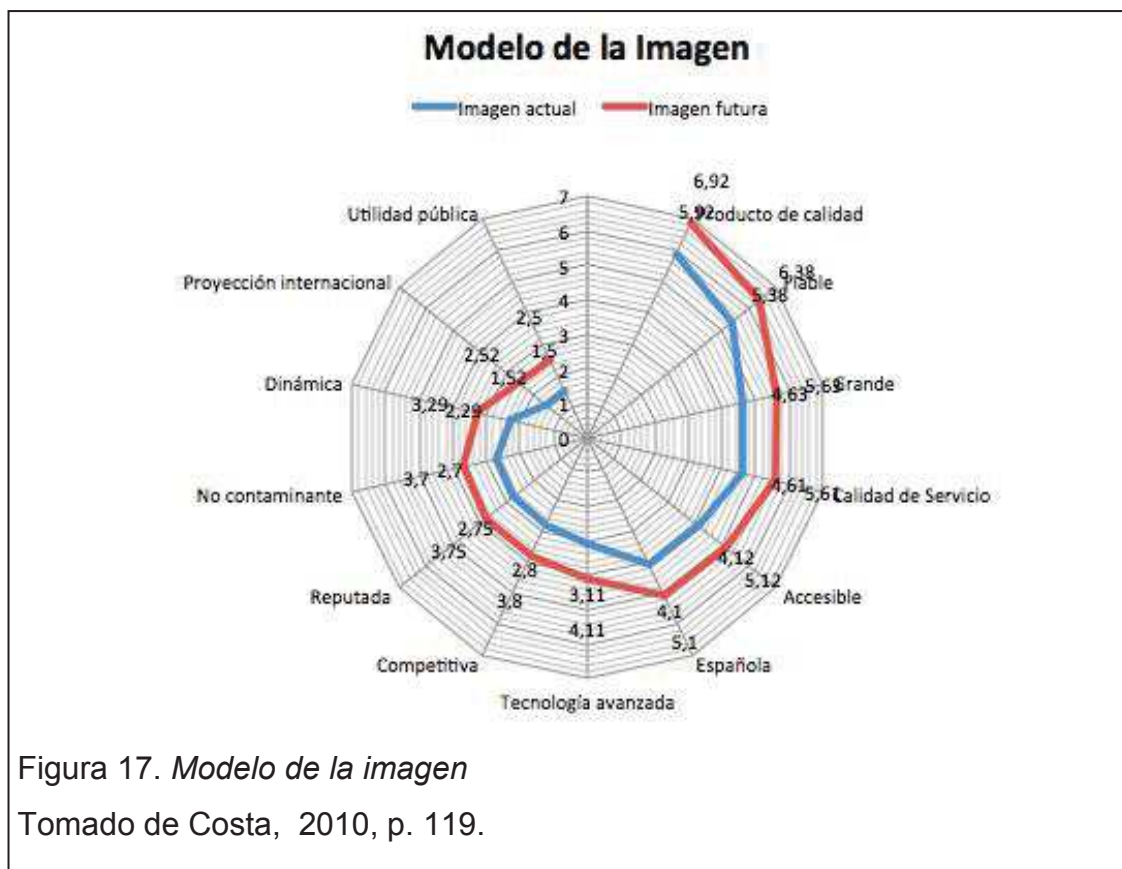 Modelo de la Imagen
Imagen actual Imagen futura
7
6
5
4
3
2
1
0
6,92
5,92
Producto de calidad
6,38
5,38
Fiable
Grande
4,63
5,63
Calidad de Servicio
4,61
5,61
Accesible
4,12
5,12
Española
4,1
5,1
Tecnología avanzada
3,11
4,11
Competitiva
2,8
3,8
Reputada
2,75
3,75
No contaminante
2,7
3,7
Dinámica
2,29
3,29
Proyección internacional
1,52
2,52
Utilidad pública
1,5
2,5
Figura 17. Modelo de la imagen
Tomado de Costa, 2010, p. 119.